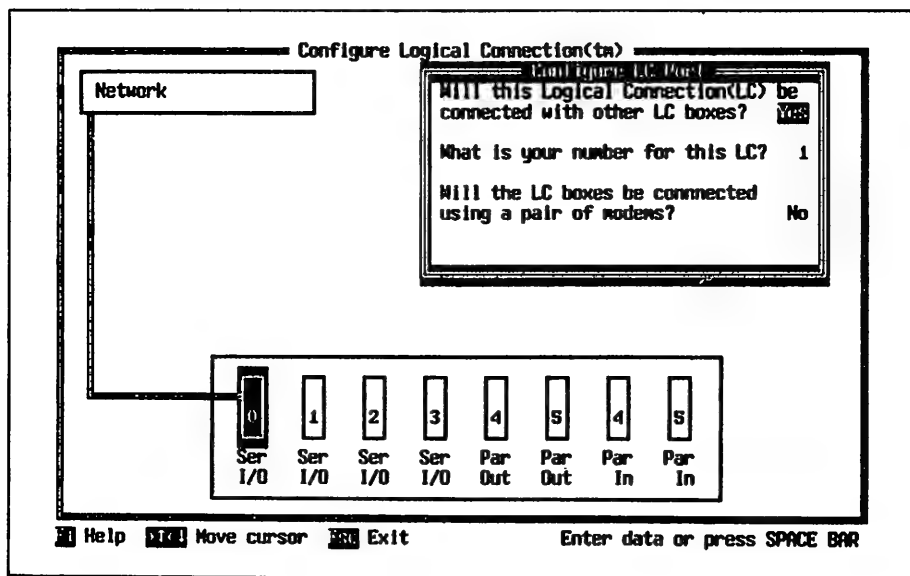 Configure Logical Connection(tm)
Network
Configure LC Port
Will this Logical Connection(LC) be
connected with other LC boxes? Yes
What is your number for this LC? 1
Will the LC boxes be connnected
using a pair of modems? No
0 1 2 3 4 5 4 5
Ser Ser Ser Ser Par Par Par Par
I/O I/O I/O I/O Out Out In In
F1 Help Move cursor ESC Exit Enter data or press SPACE BAR